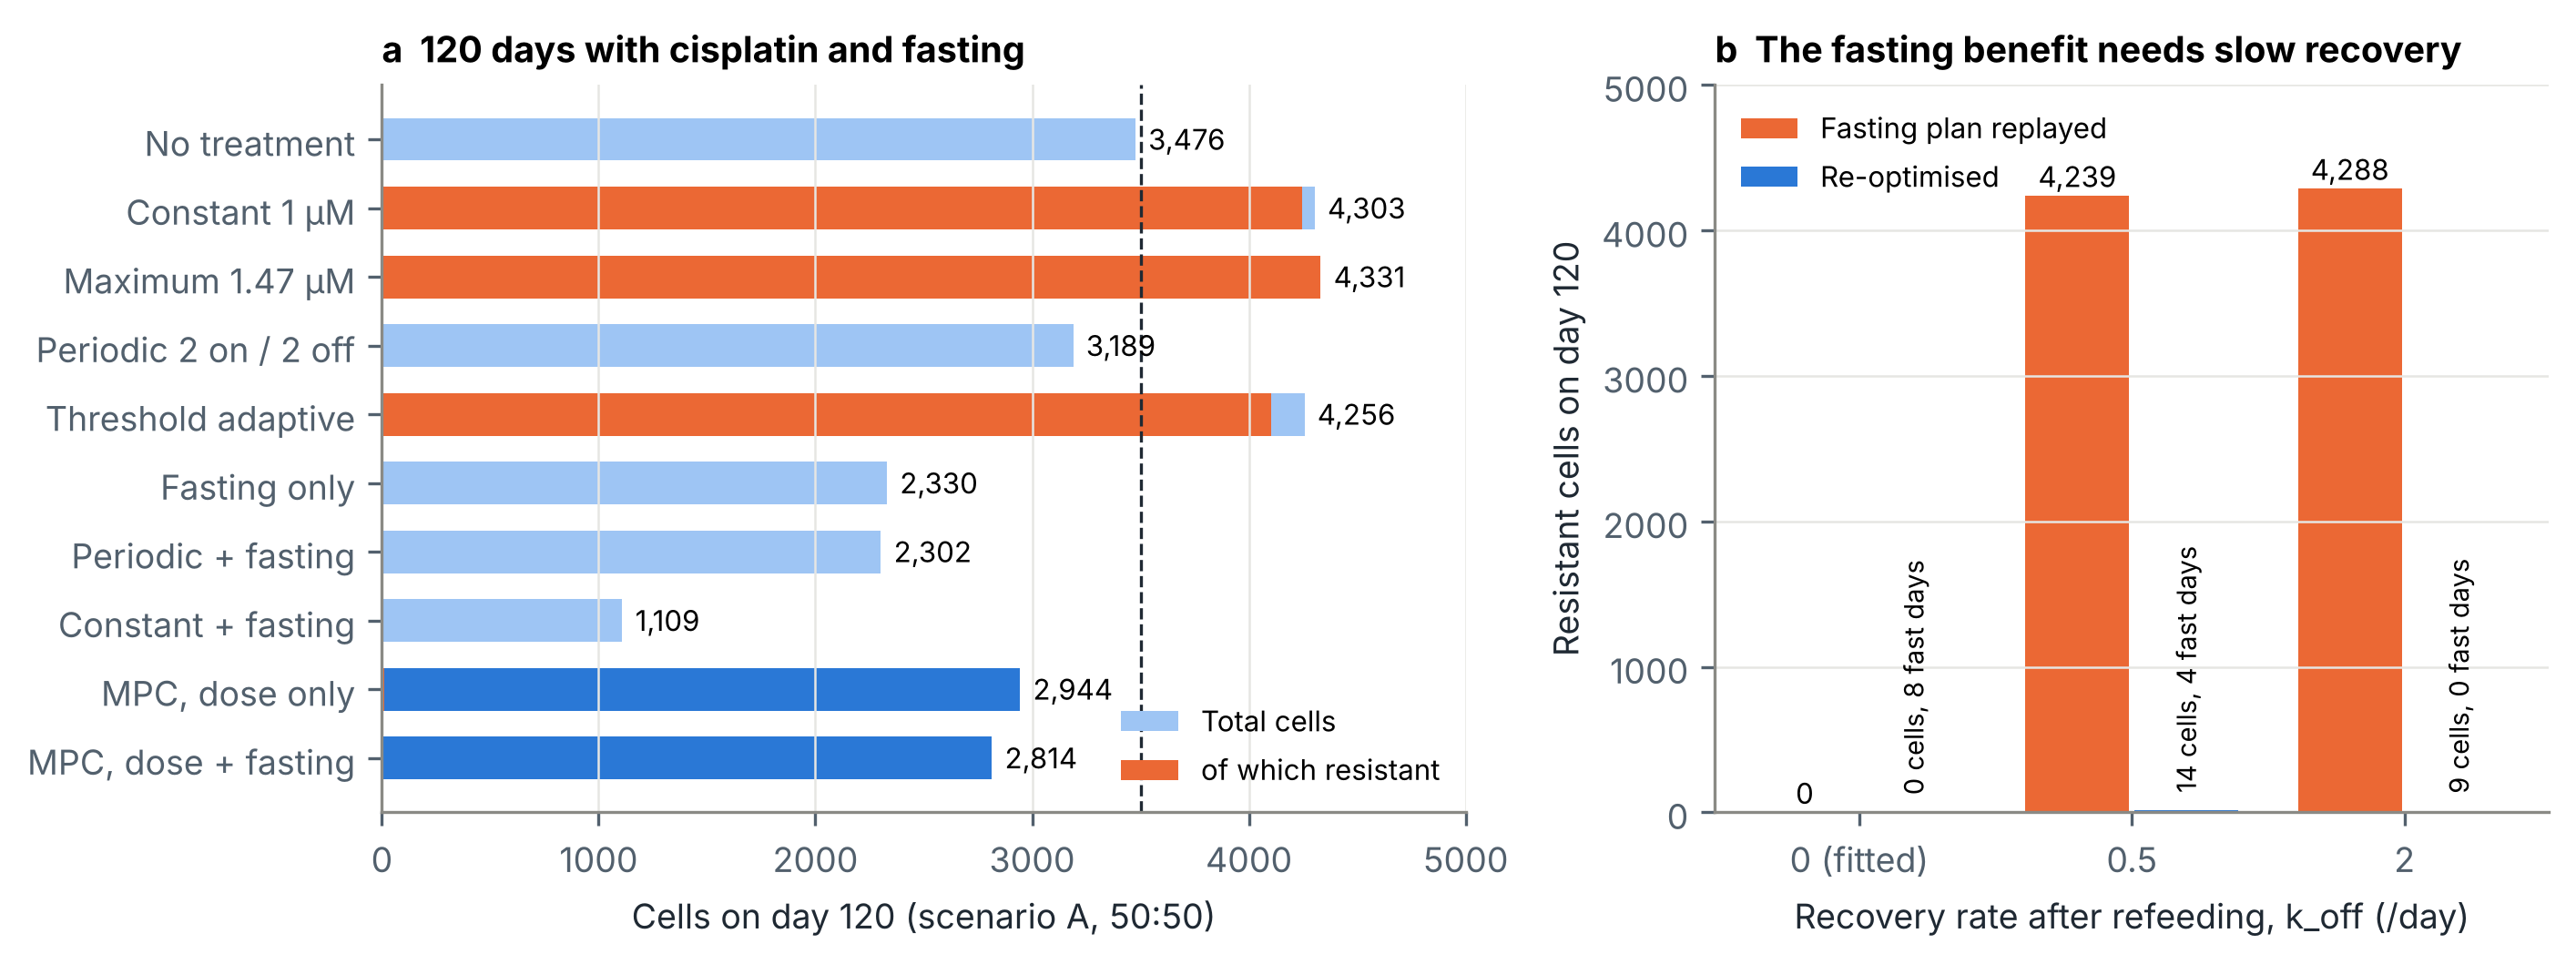 a 120 days with cisplatin and fasting
No treatment
3,476
Constant 1 µM
4,303
Maximum 1.47 µM
4,331
Periodic 2 on / 2 off
3,189
Threshold adaptive
4,256
Fasting only
2,330
Periodic + fasting
2,302
Constant + fasting
1,109
MPC, dose only
2,944
MPC, dose + fasting
2,814
Total cells
of which resistant
0 1000 2000 3000 4000 5000
Cells on day 120 (scenario A, 50:50)
b The fasting benefit needs slow recovery
Resistant cells on day 120
5000
4000
3000
2000
1000
0
Fasting plan replayed
Re-optimised
0
0 cells, 8 fast days
4,239
14 cells, 4 fast days
4,288
9 cells, 0 fast days
0 (fitted) 0.5 2
Recovery rate after refeeding, k_off (/day)